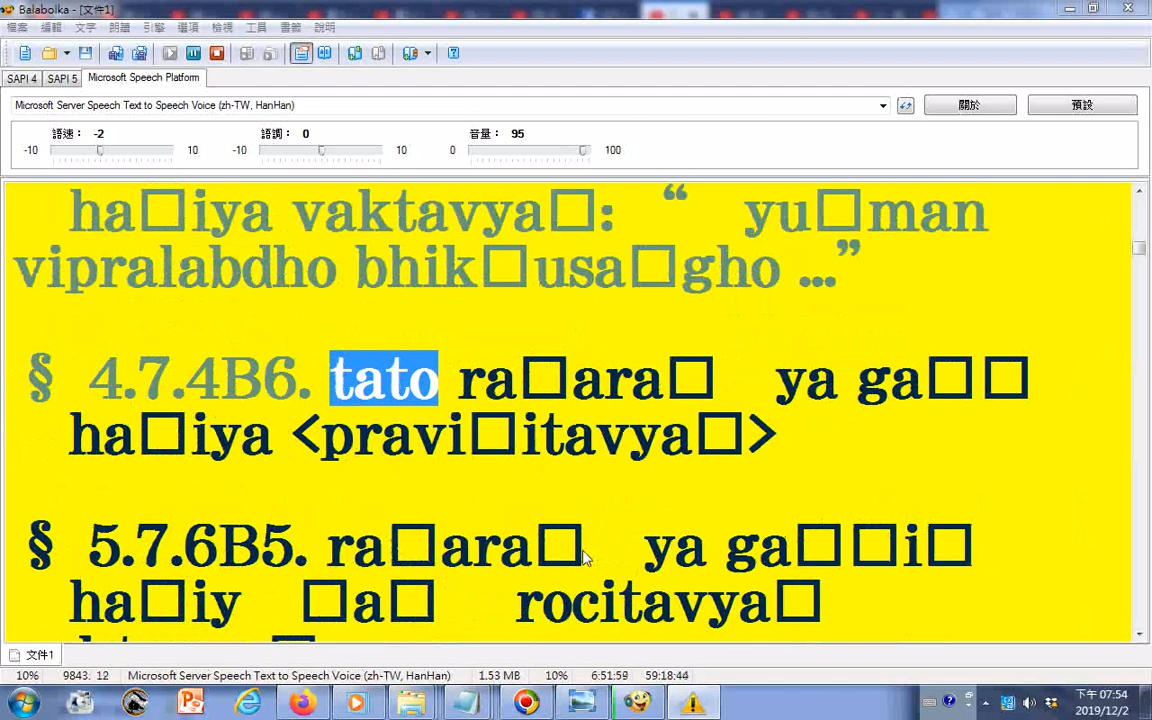 Balabolka - [文件1]
檔案 編輯 文字 朗讀 引擎 選項 檢視 工具 書籤 說明
SAPI 4 SAPI 5 Microsoft Speech Platform
Microsoft Server Speech Text to Speech Voice (zh-TW, HanHan) 關於 預設
語速： -2 語調： 0 音量： 95
-10 10 -10 10 0 100
ha□iya vaktavya□: “ yu□man
vipralabdho bhik□usa□gho ...”
§ 4.7.4B6. tato ra□ara□ ya ga□□
ha□iya <pravi□itavya□>
§ 5.7.6B5. ra□ara□ ya ga□□i□
ha□iy □a□ rocitavya□
文件1
10% 9843: 12 Microsoft Server Speech Text to Speech Voice (zh-TW, HanHan) 1.53 MB 10% 6:51:59 59:18:44
下午 07:54
2019/12/2